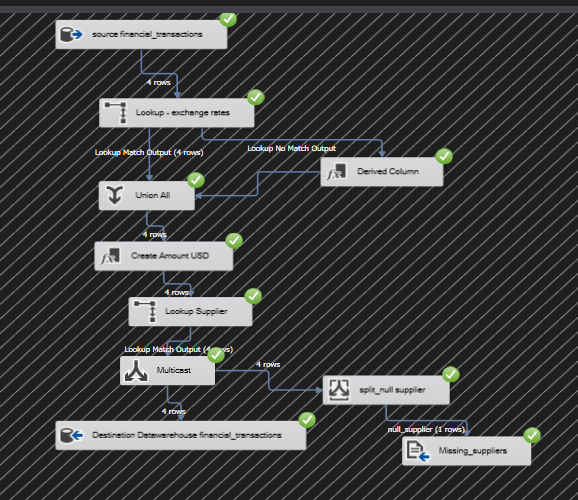 source financial_transactions
4 rows
Lookup - exchange rates
Lookup Match Output (4 rows)
Lookup No Match Output
Derived Column
Union All
4 rows
Create Amount USD
4 rows
Lookup Supplier
Lookup Match Output (4 rows)
Multicast
4 rows
split_null supplier
4 rows
null_supplier (1 rows)
Destination Datawarehouse financial_transactions
Missing_suppliers